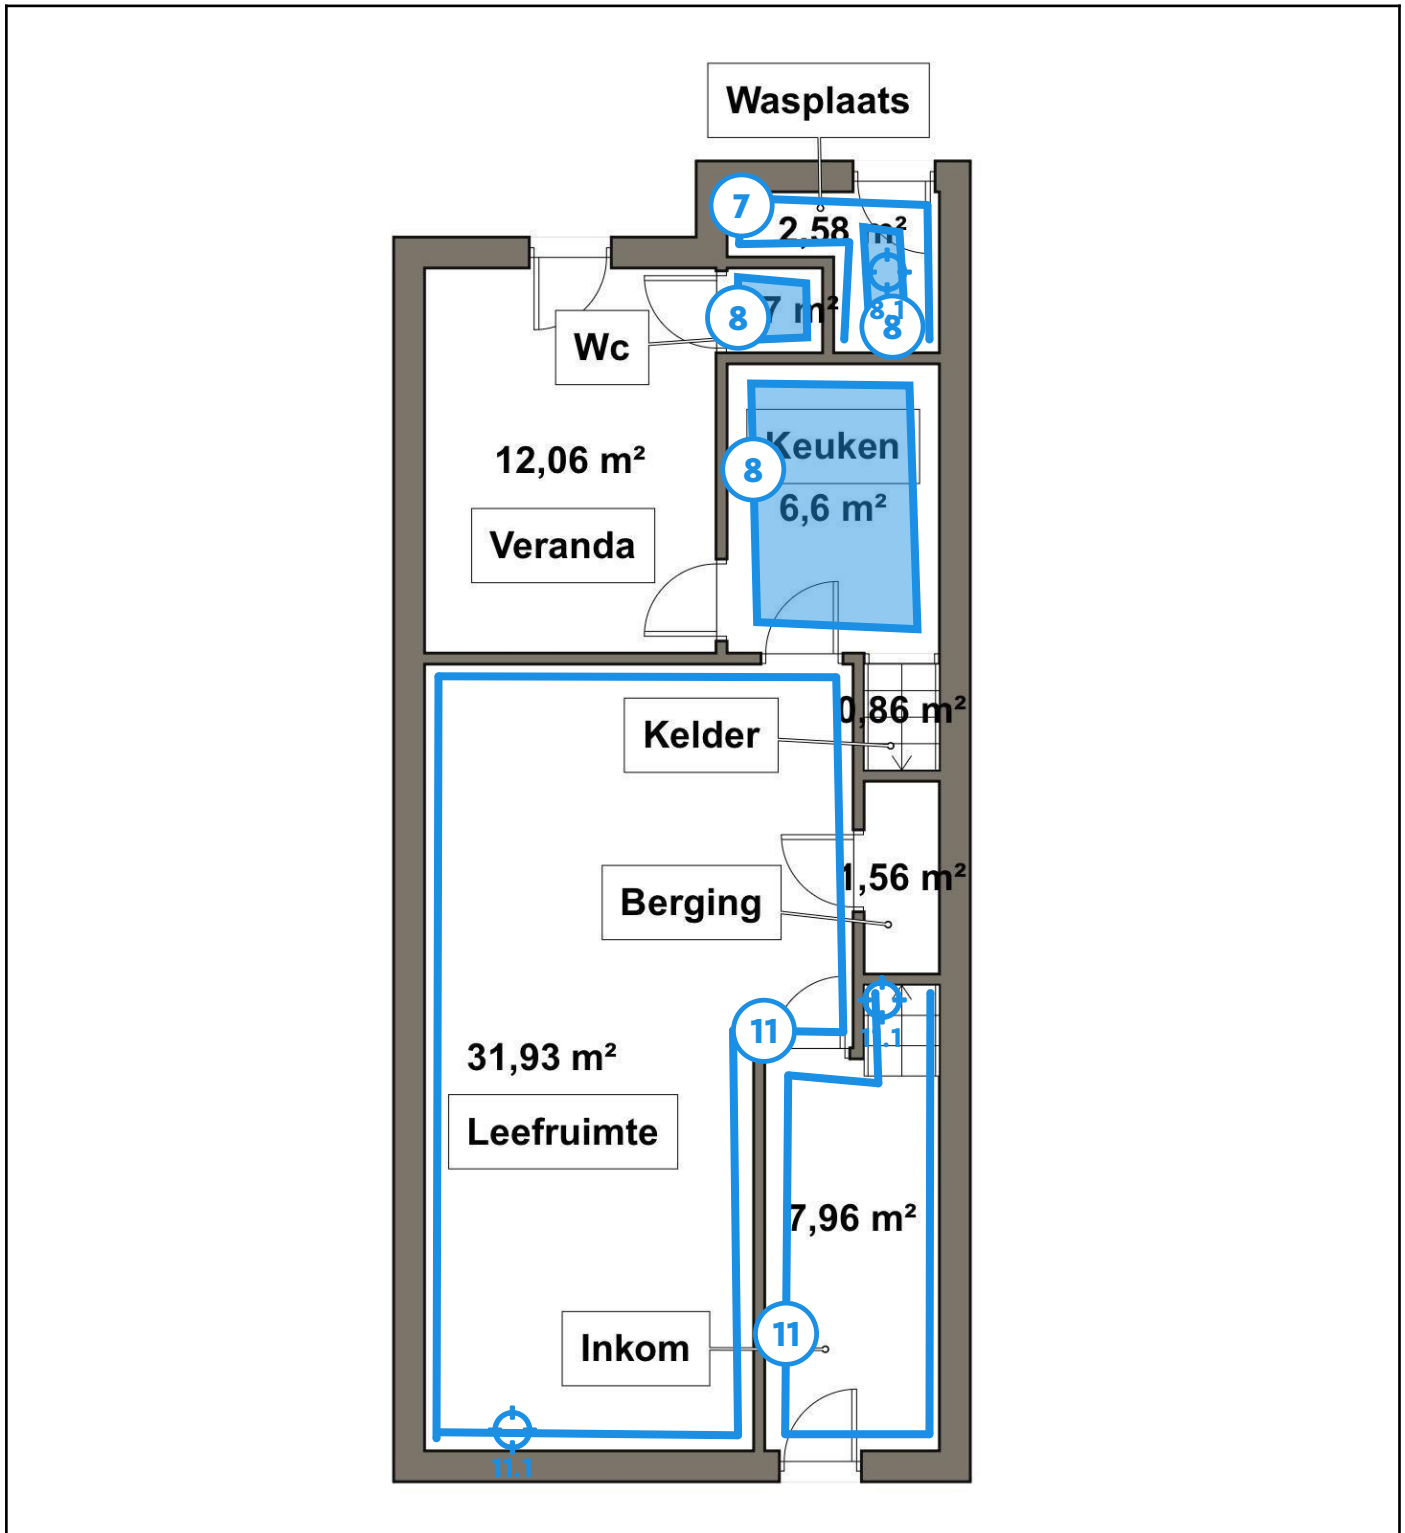 Wasplaats
7
2,58 m²
8.1
8
8
7 m²
Wc
Keuken
8
6,6 m²
12,06 m²
Veranda
0,86 m²
Kelder
1,56 m²
Berging
11
11.1
31,93 m²
Leefruimte
7,96 m²
11
Inkom
11.1